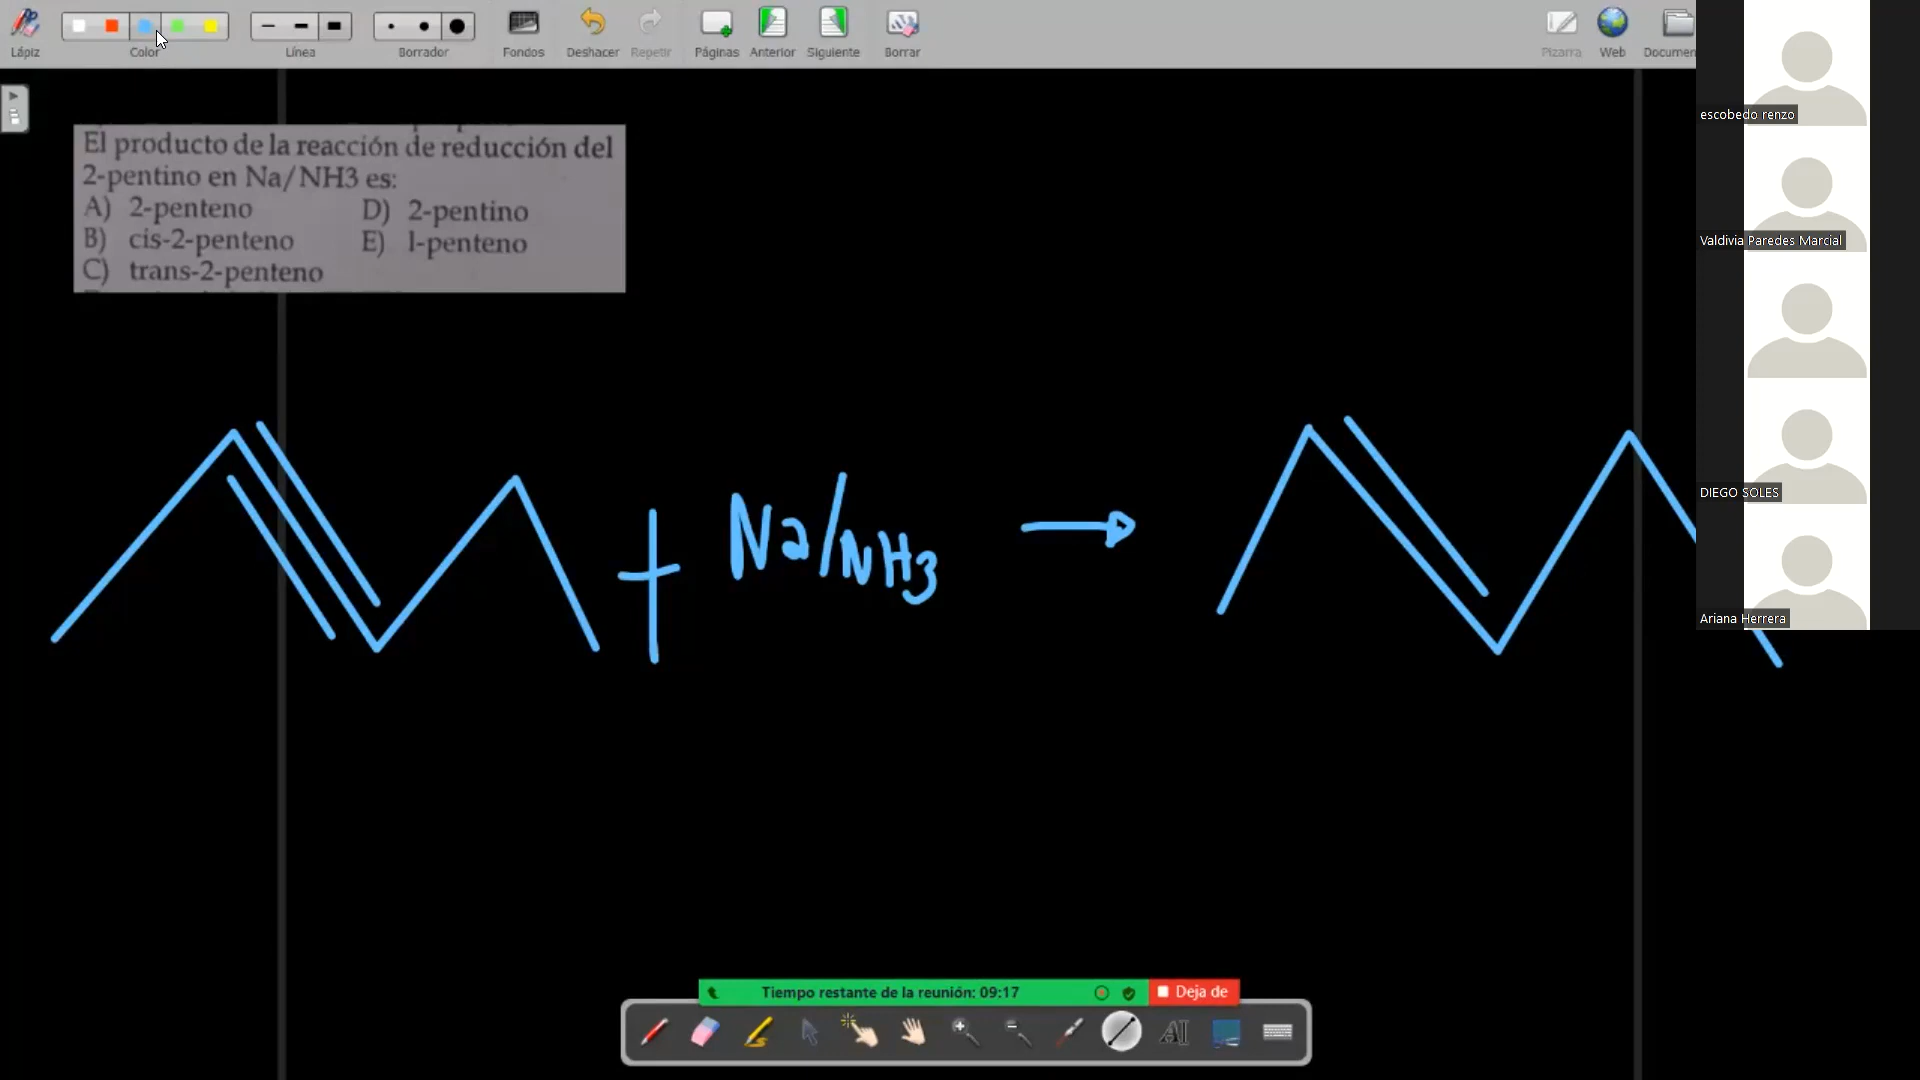 Lápiz
Color
Línea
Borrador
Fondos
Deshacer
Repetir
Páginas
Anterior
Siguiente
Borrar
Pizarra
Web
Documen
El producto de la reacción de reducción del
2-pentino en Na/NH3 es:
A) 2-penteno
D) 2-pentino
B) cis-2-penteno
E) l-penteno
C) trans-2-penteno
Na/NH3
escobedo renzo
Valdivia Paredes Marcial
DIEGO SOLES
Ariana Herrera
Tiempo restante de la reunión: 09:17
Deja de
AI